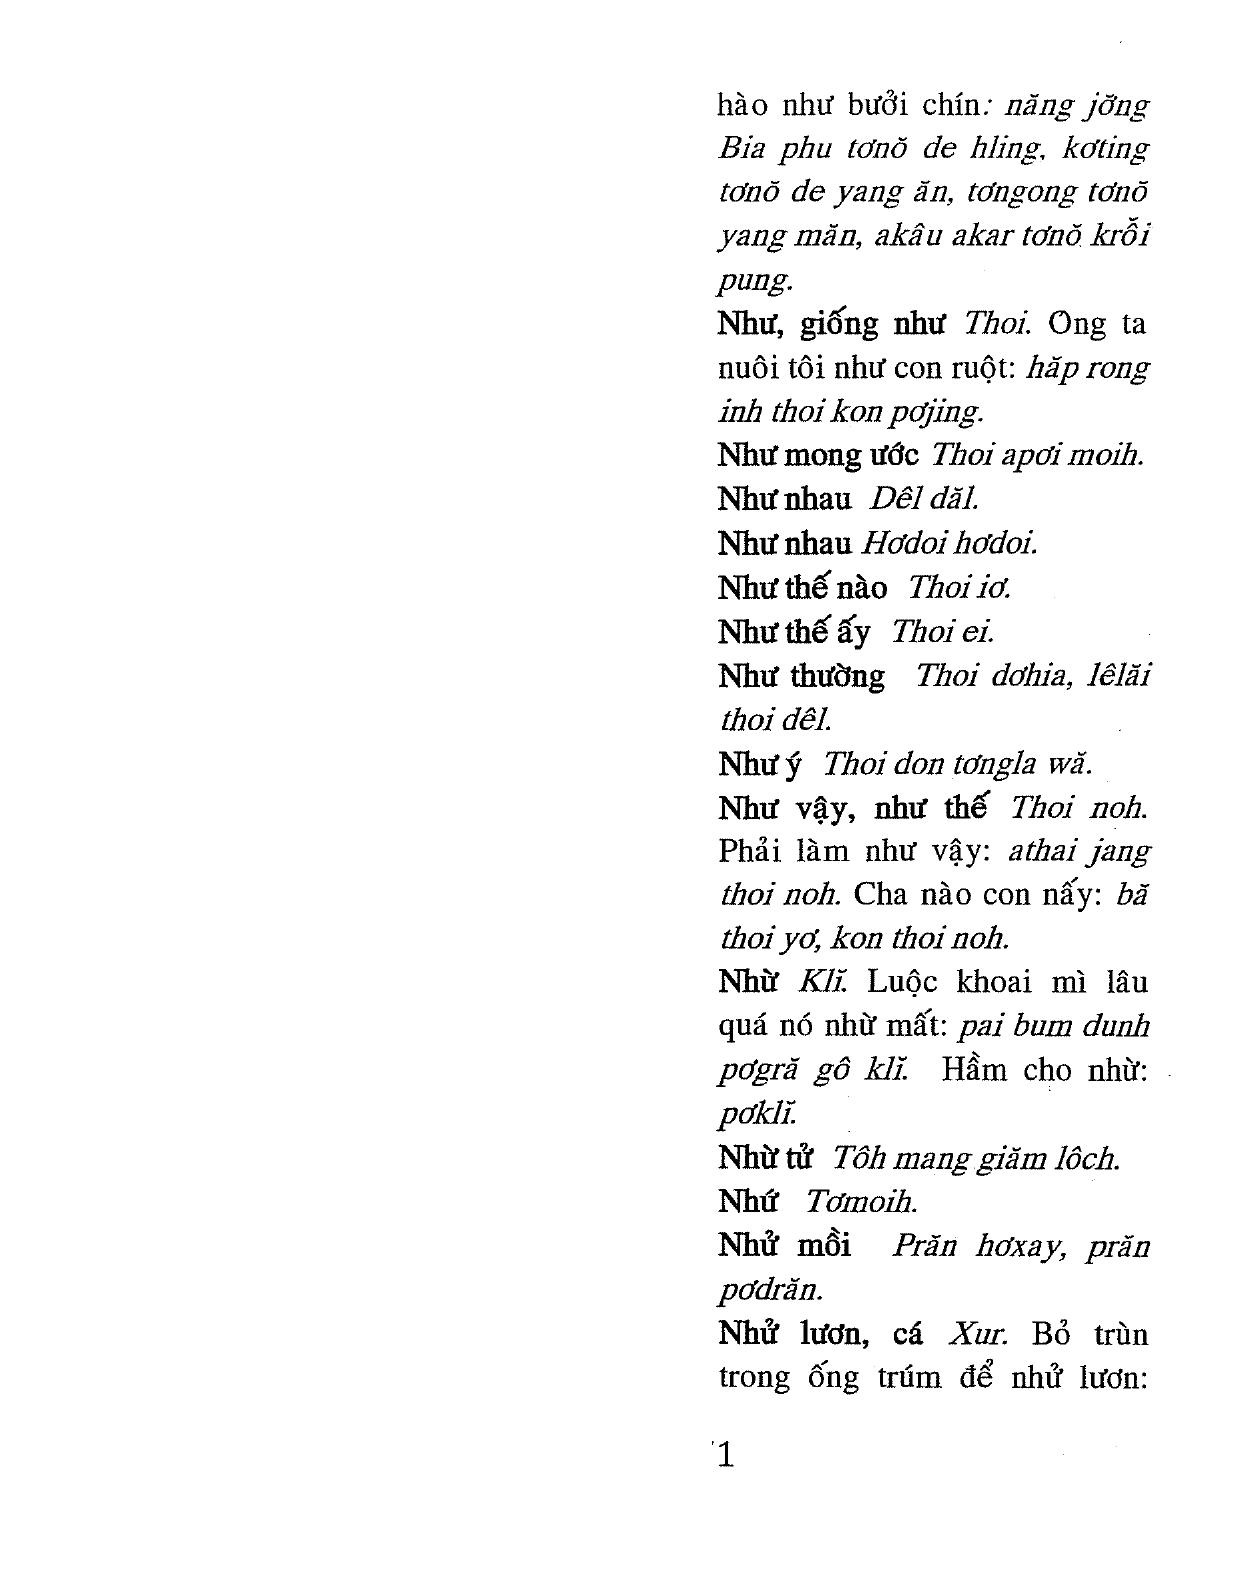 hào như bưởi chín: năng jơ̆ng
Bia phu tơnŏ de hling, kơting
tơnŏ de yang ăn, tơngong tơnŏ
yang măn, akâu akar tơnŏ krô̆i
pung.
Như, giống như Thoi. Ong ta
nuôi tôi như con ruột: hăp rong
inh thoi kon pơjing.
Như mong ước Thoi apơi moih.
Như nhau Dêl dăl.
Như nhau Hơdoi hơdoi.
Như thế nào Thoi iơ.
Như thế ấy Thoi ei.
Như thường Thoi dơhia, lêlăi
thoi dêl.
Như ý Thoi don tơngla wă.
Như vậy, như thế Thoi noh.
Phải làm như vậy: athai jang
thoi noh. Cha nào con nấy: bă
thoi yơ, kon thoi noh.
Nhừ Klĭ. Luộc khoai mì lâu
quá nó nhừ mất: pai bum dunh
pơgră gô klĭ. Hầm cho nhừ:
pơklĭ.
Nhừ tử Tôh mang giăm lôch.
Nhứ Tơmoih.
Nhử mồi Prăn hơxay, prăn
pơdrăn.
Nhử lươn, cá Xur. Bỏ trùn
trong ống trúm để nhử lươn:
1